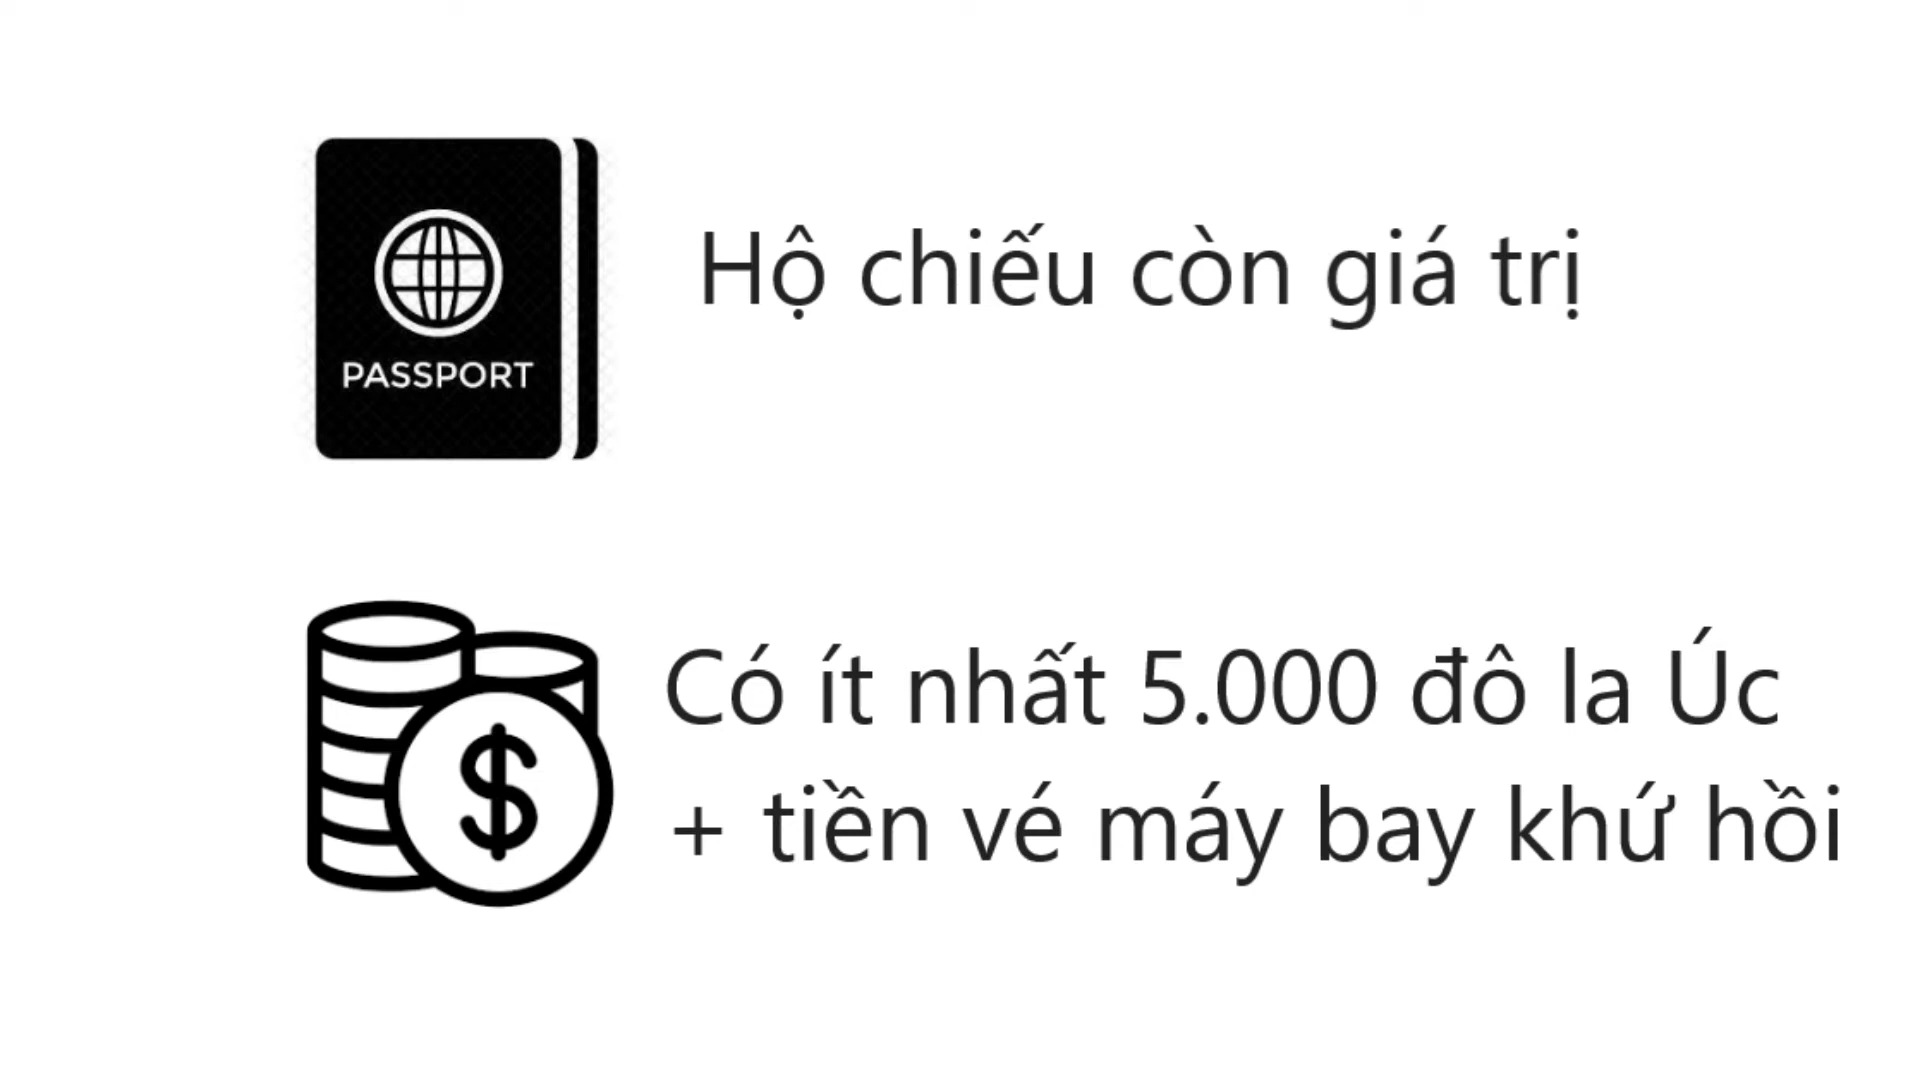 PASSPORT
Hộ chiếu còn giá trị
Có ít nhất 5.000 đô la Úc
+ tiền vé máy bay khứ hồi
$